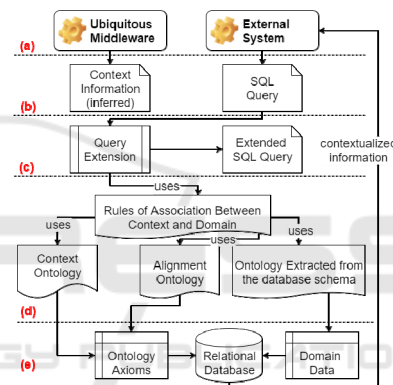 Ubiquitous
Middleware
External
System
(a)
Context
Information
(inferred)
SQL
Query
(b)
Query
Extension
Extended
SQL Query
contextualized
information
(c)
uses
Rules of Association Between
Context and Domain
uses
uses
uses
Context
Ontology
Alignment
Ontology
Ontology Extracted from
the database schema
(d)
(e)
Ontology
Axioms
Relational
Database
Domain
Data